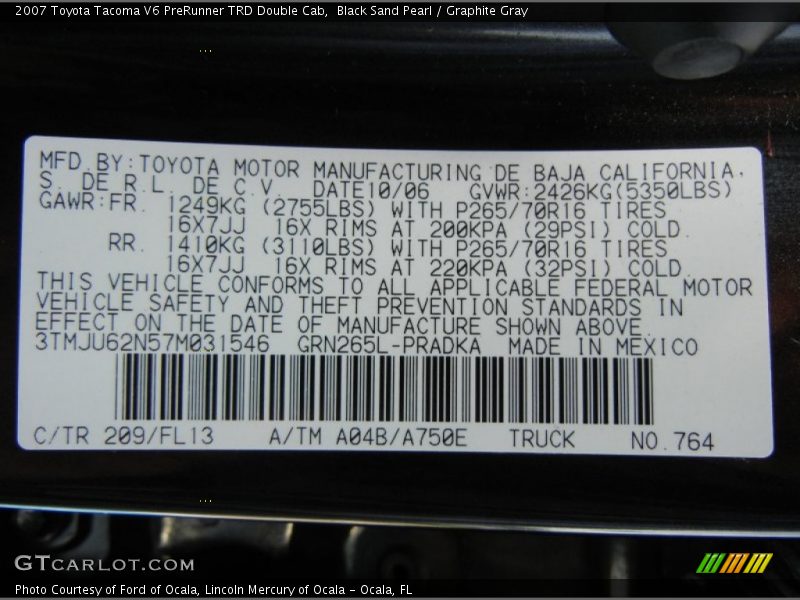 2007 Toyota Tacoma V6 PreRunner TRD Double Cab,  Black Sand Pearl / Graphite Gray
MFD BY:TOYOTA MOTOR MANUFACTURING DE BAJA CALIFORNIA,
S. DE R.L. DE C.V. DATE10/06 GVWR:2426KG(5350LBS)
GAWR:FR. 1249KG (2755LBS) WITH P265/70R16 TIRES
16X7JJ 16X RIMS AT 200KPA (29PSI) COLD
RR. 1410KG (3110LBS) WITH P265/70R16 TIRES
16X7JJ 16X RIMS AT 220KPA (32PSI) COLD
THIS VEHICLE CONFORMS TO ALL APPLICABLE FEDERAL MOTOR
VEHICLE SAFETY AND THEFT PREVENTION STANDARDS IN
EFFECT ON THE DATE OF MANUFACTURE SHOWN ABOVE.
3TMJU62N57M031546 GRN265L-PRADKA MADE IN MEXICO
C/TR 209/FL13 A/TM A04B/A750E TRUCK NO.764
GTCARLOT.COM
Photo Courtesy of Ford of Ocala, Lincoln Mercury of Ocala - Ocala, FL